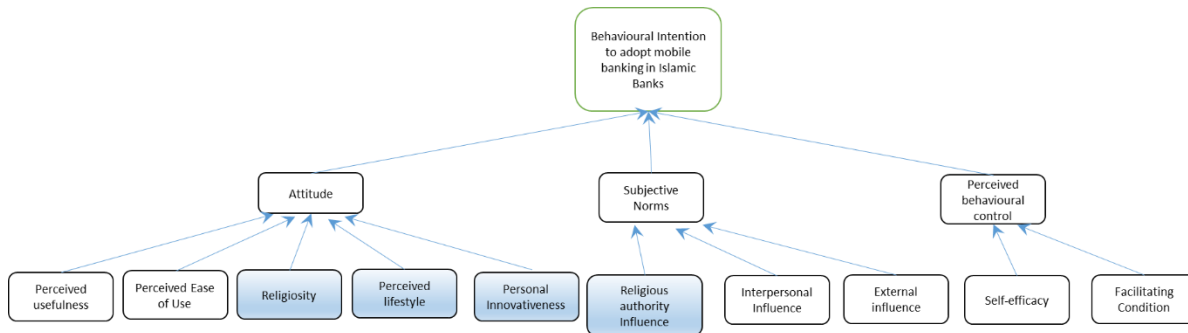 Behavioural Intention
to adopt mobile
banking in Islamic
Banks
Attitude
Subjective
Norms
Perceived
behavioural
control
Perceived
usefulness
Perceived Ease
of Use
Religiosity
Perceived
lifestyle
Personal
Innovativeness
Religious
authority
Influence
Interpersonal
Influence
External
influence
Self-efficacy
Facilitating
Condition